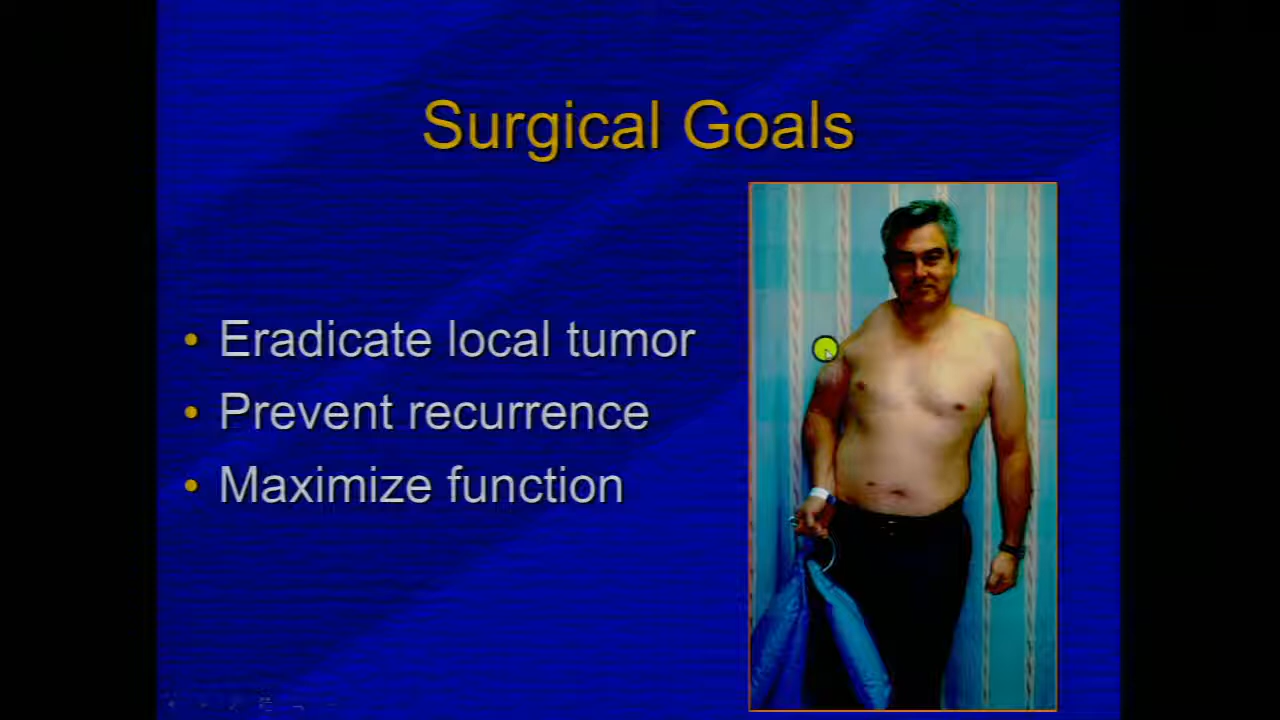 Surgical Goals
• Eradicate local tumor
• Prevent recurrence
• Maximize function